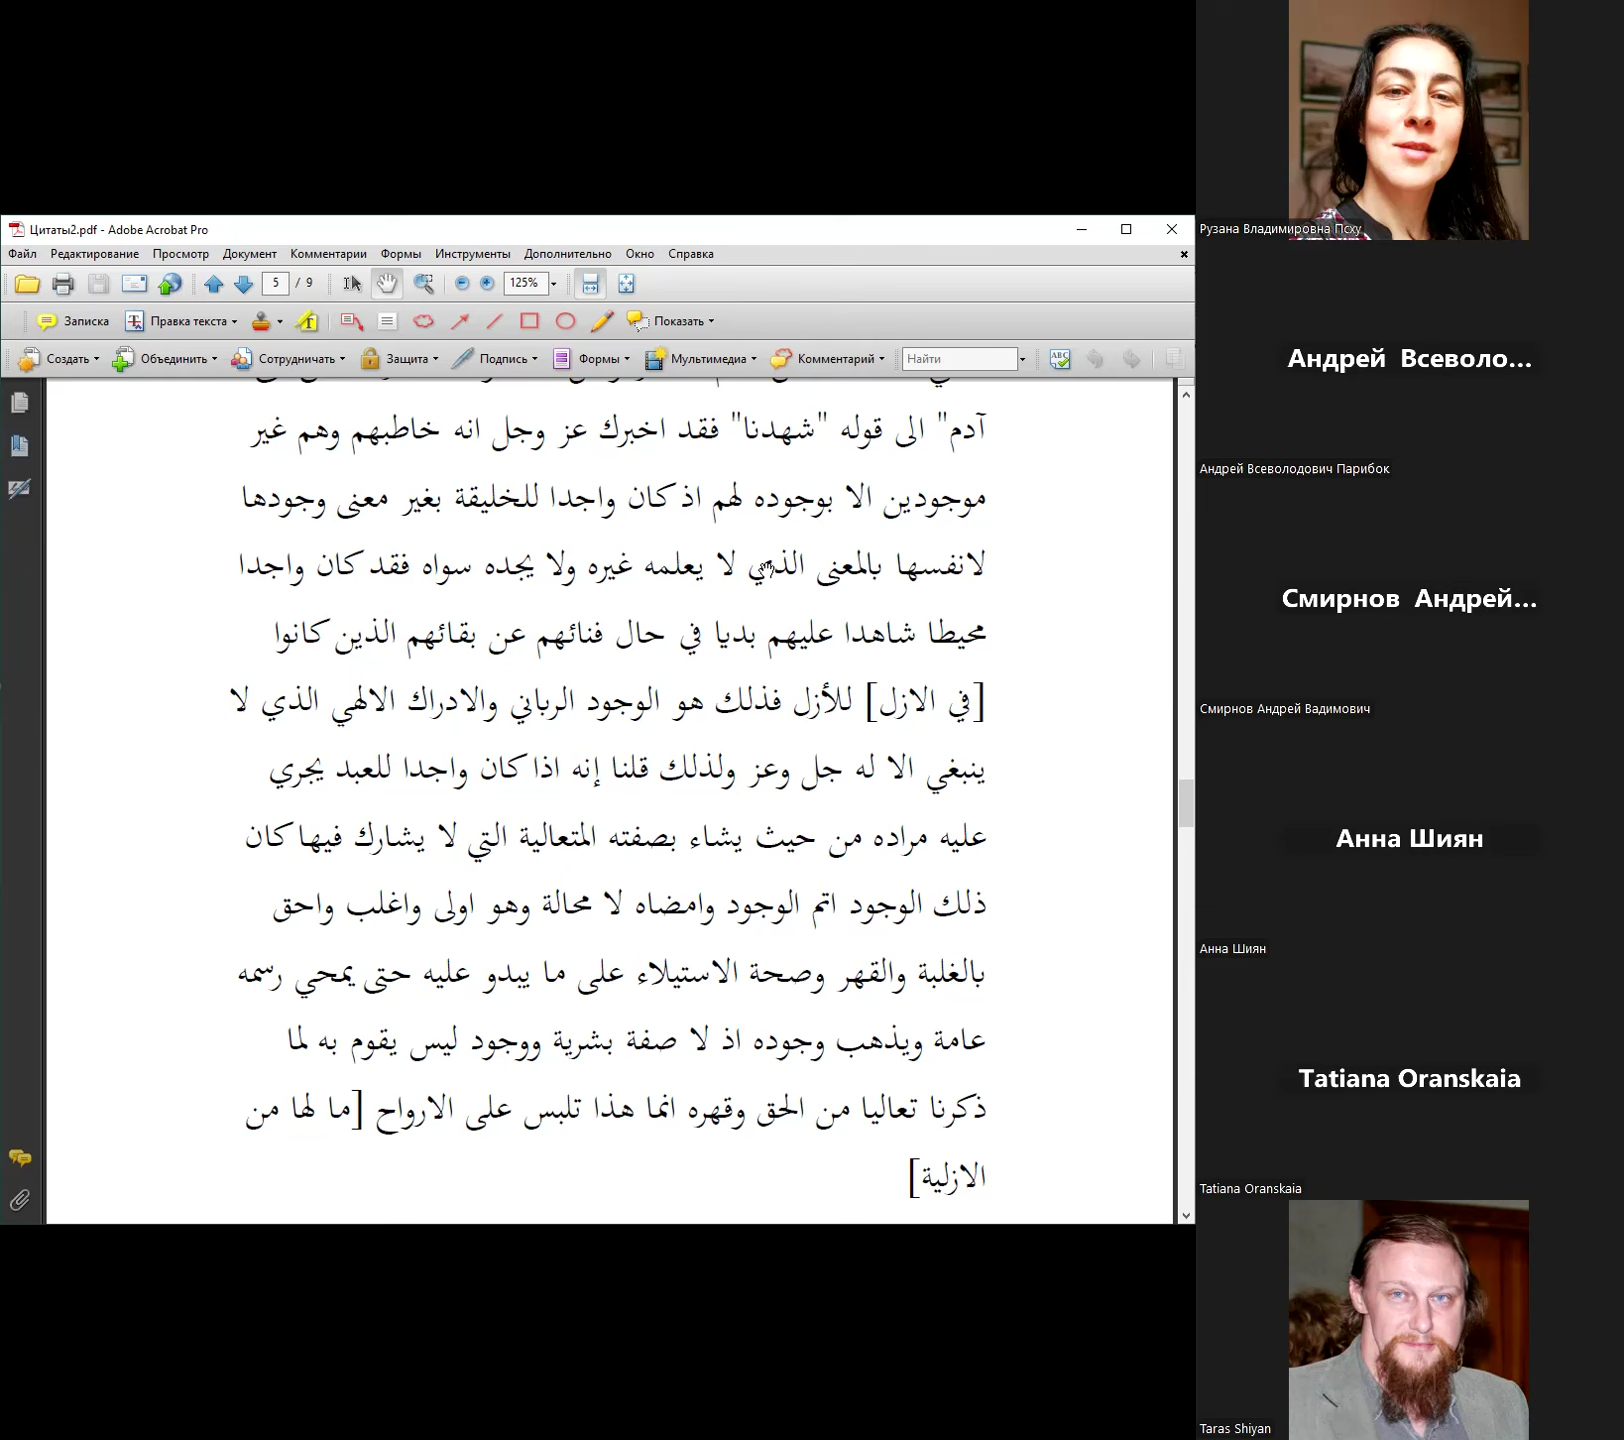 Цитаты2.pdf - Adobe Acrobat Pro
Файл Редактирование Просмотр Документ Комментарии Формы Инструменты Дополнительно Окно Справка
5 / 9 125%
Записка Правка текста Показать
Создать Объединить Сотрудничать Защита Подпись Формы Мультимедиа Комментарий Найти
آدم" الى قوله "شهدنا" فقد اخبرك عز وجل انه خاطبهم وهم غير
موجودين الا بوجوده لهم اذ كان واجدا للخليقة بغير معنى وجودها
لانفسها بالمعنى الذي لا يعلمه غيره ولا يجده سواه فقد كان واجدا
محيطا شاهدا عليهم بديا في حال فنائهم عن بقائهم الذين كانوا
[في الازل] للأزل فذلك هو الوجود الرباني والادراك الالهي الذي لا
ينبغي الا له جل وعز ولذلك قلنا إنه اذا كان واجدا للعبد يجري
عليه مراده من حيث يشاء بصفته المتعالية التي لا يشارك فيها كان
ذلك الوجود اتم الوجود وامضاه لا محالة وهو اولى واغلب واحق
بالغلبة والقهر وصحة الاستيلاء على ما يبدو عليه حتى يمحي رسمه
عامة ويذهب وجوده اذ لا صفة بشرية ووجود ليس يقوم به لما
ذكرنا تعاليا من الحق وقهره انما هذا تلبس على الارواح [ما لها من
الازلية]
Рузана Владимировна Псху
Андрей Всеволо...
Андрей Всеволодович Парибок
Смирнов Андрей...
Смирнов Андрей Вадимович
Анна Шиян
Анна Шиян
Tatiana Oranskaia
Tatiana Oranskaia
Taras Shiyan